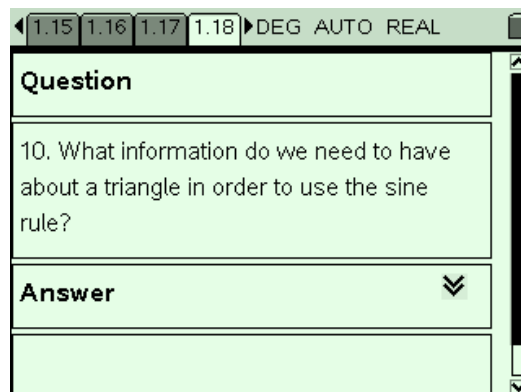 1.15 1.16 1.17 1.18 DEG AUTO REAL
Question
10. What information do we need to have
about a triangle in order to use the sine
rule?
Answer